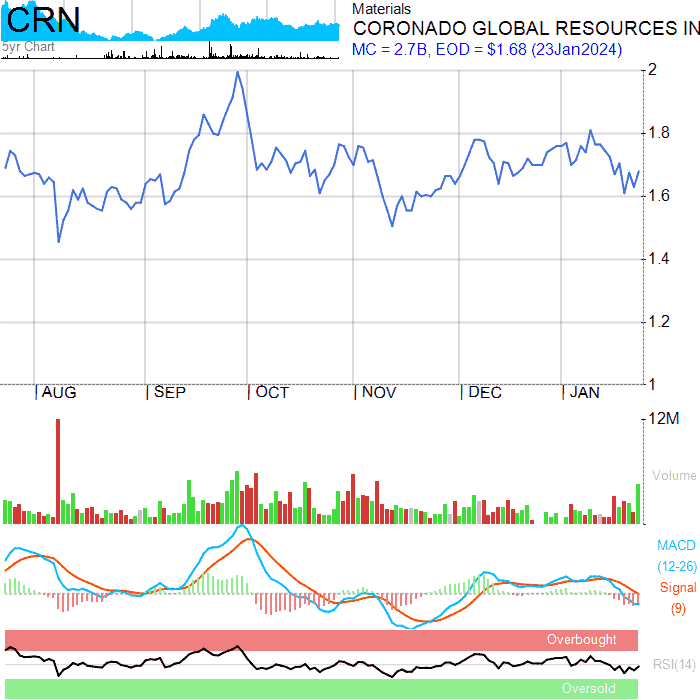 CRN
5yr Chart
Materials
CORONADO GLOBAL RESOURCES IN
MC = 2.7B, EOD = $1.68 (23Jan2024)
2
1.8
1.6
1.4
1.2
1
AUG SEP OCT NOV DEC JAN
12M
Volume
MACD
(12-26)
Signal
(9)
Overbought
RSI(14)
Oversold